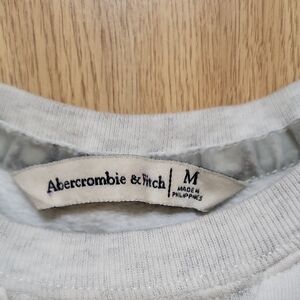 Abercrombie & Fitch
M
MADE IN
PHILIPPINES